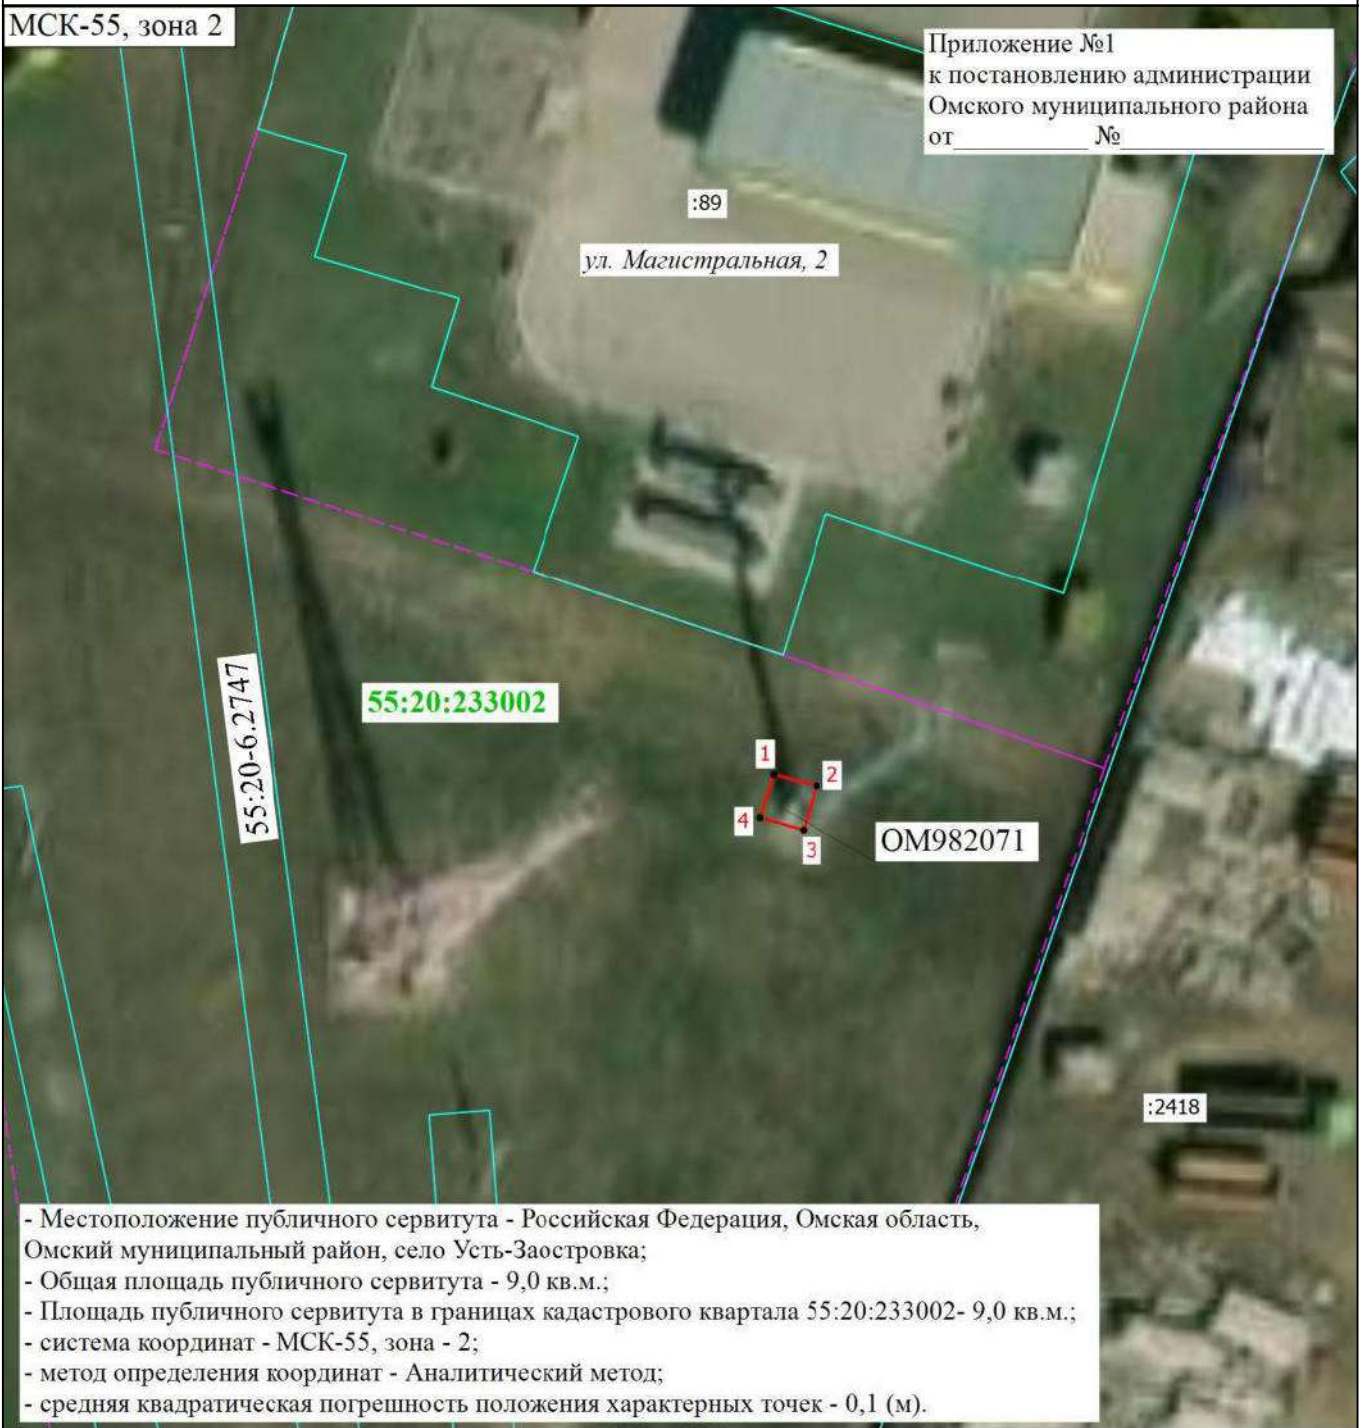 МСК-55, зона 2
Приложение №1
к постановлению администрации
Омского муниципального района
от__________ №_______________
:89
ул. Магистральная, 2
55:20-6.2747
55:20:233002
1
2
4
3
ОМ982071
:2418
- Местоположение публичного сервитута - Российская Федерация, Омская область,
Омский муниципальный район, село Усть-Заостровка;
- Общая площадь публичного сервитута - 9,0 кв.м.;
- Площадь публичного сервитута в границах кадастрового квартала 55:20:233002- 9,0 кв.м.;
- система координат - МСК-55, зона - 2;
- метод определения координат - Аналитический метод;
- средняя квадратическая погрешность положения характерных точек - 0,1 (м).